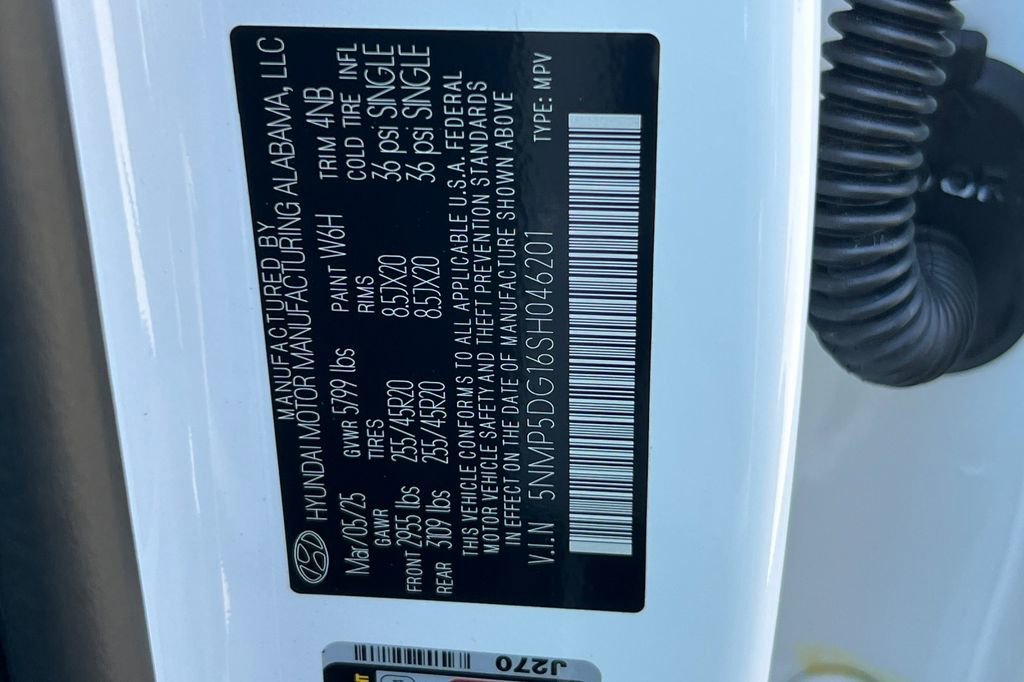 MANUFACTURED BY
HYUNDAI MOTOR MANUFACTURING ALABAMA, LLC
Mar/05/25 GVWR 5799 lbs PAINT W6H TRIM 4NB
GAWR TIRES RIMS COLD TIRE INFL
FRONT 2955 lbs 255/45R20 8.5JX20 36 psi SINGLE
REAR 3109 lbs 255/45R20 8.5JX20 36 psi SINGLE
THIS VEHICLE CONFORMS TO ALL APPLICABLE U.S.A. FEDERAL
MOTOR VEHICLE SAFETY AND THEFT PREVENTION STANDARDS
IN EFFECT ON THE DATE OF MANUFACTURE SHOWN ABOVE
V.I.N 5NMP5DG16SH046201 TYPE: MPV
J270